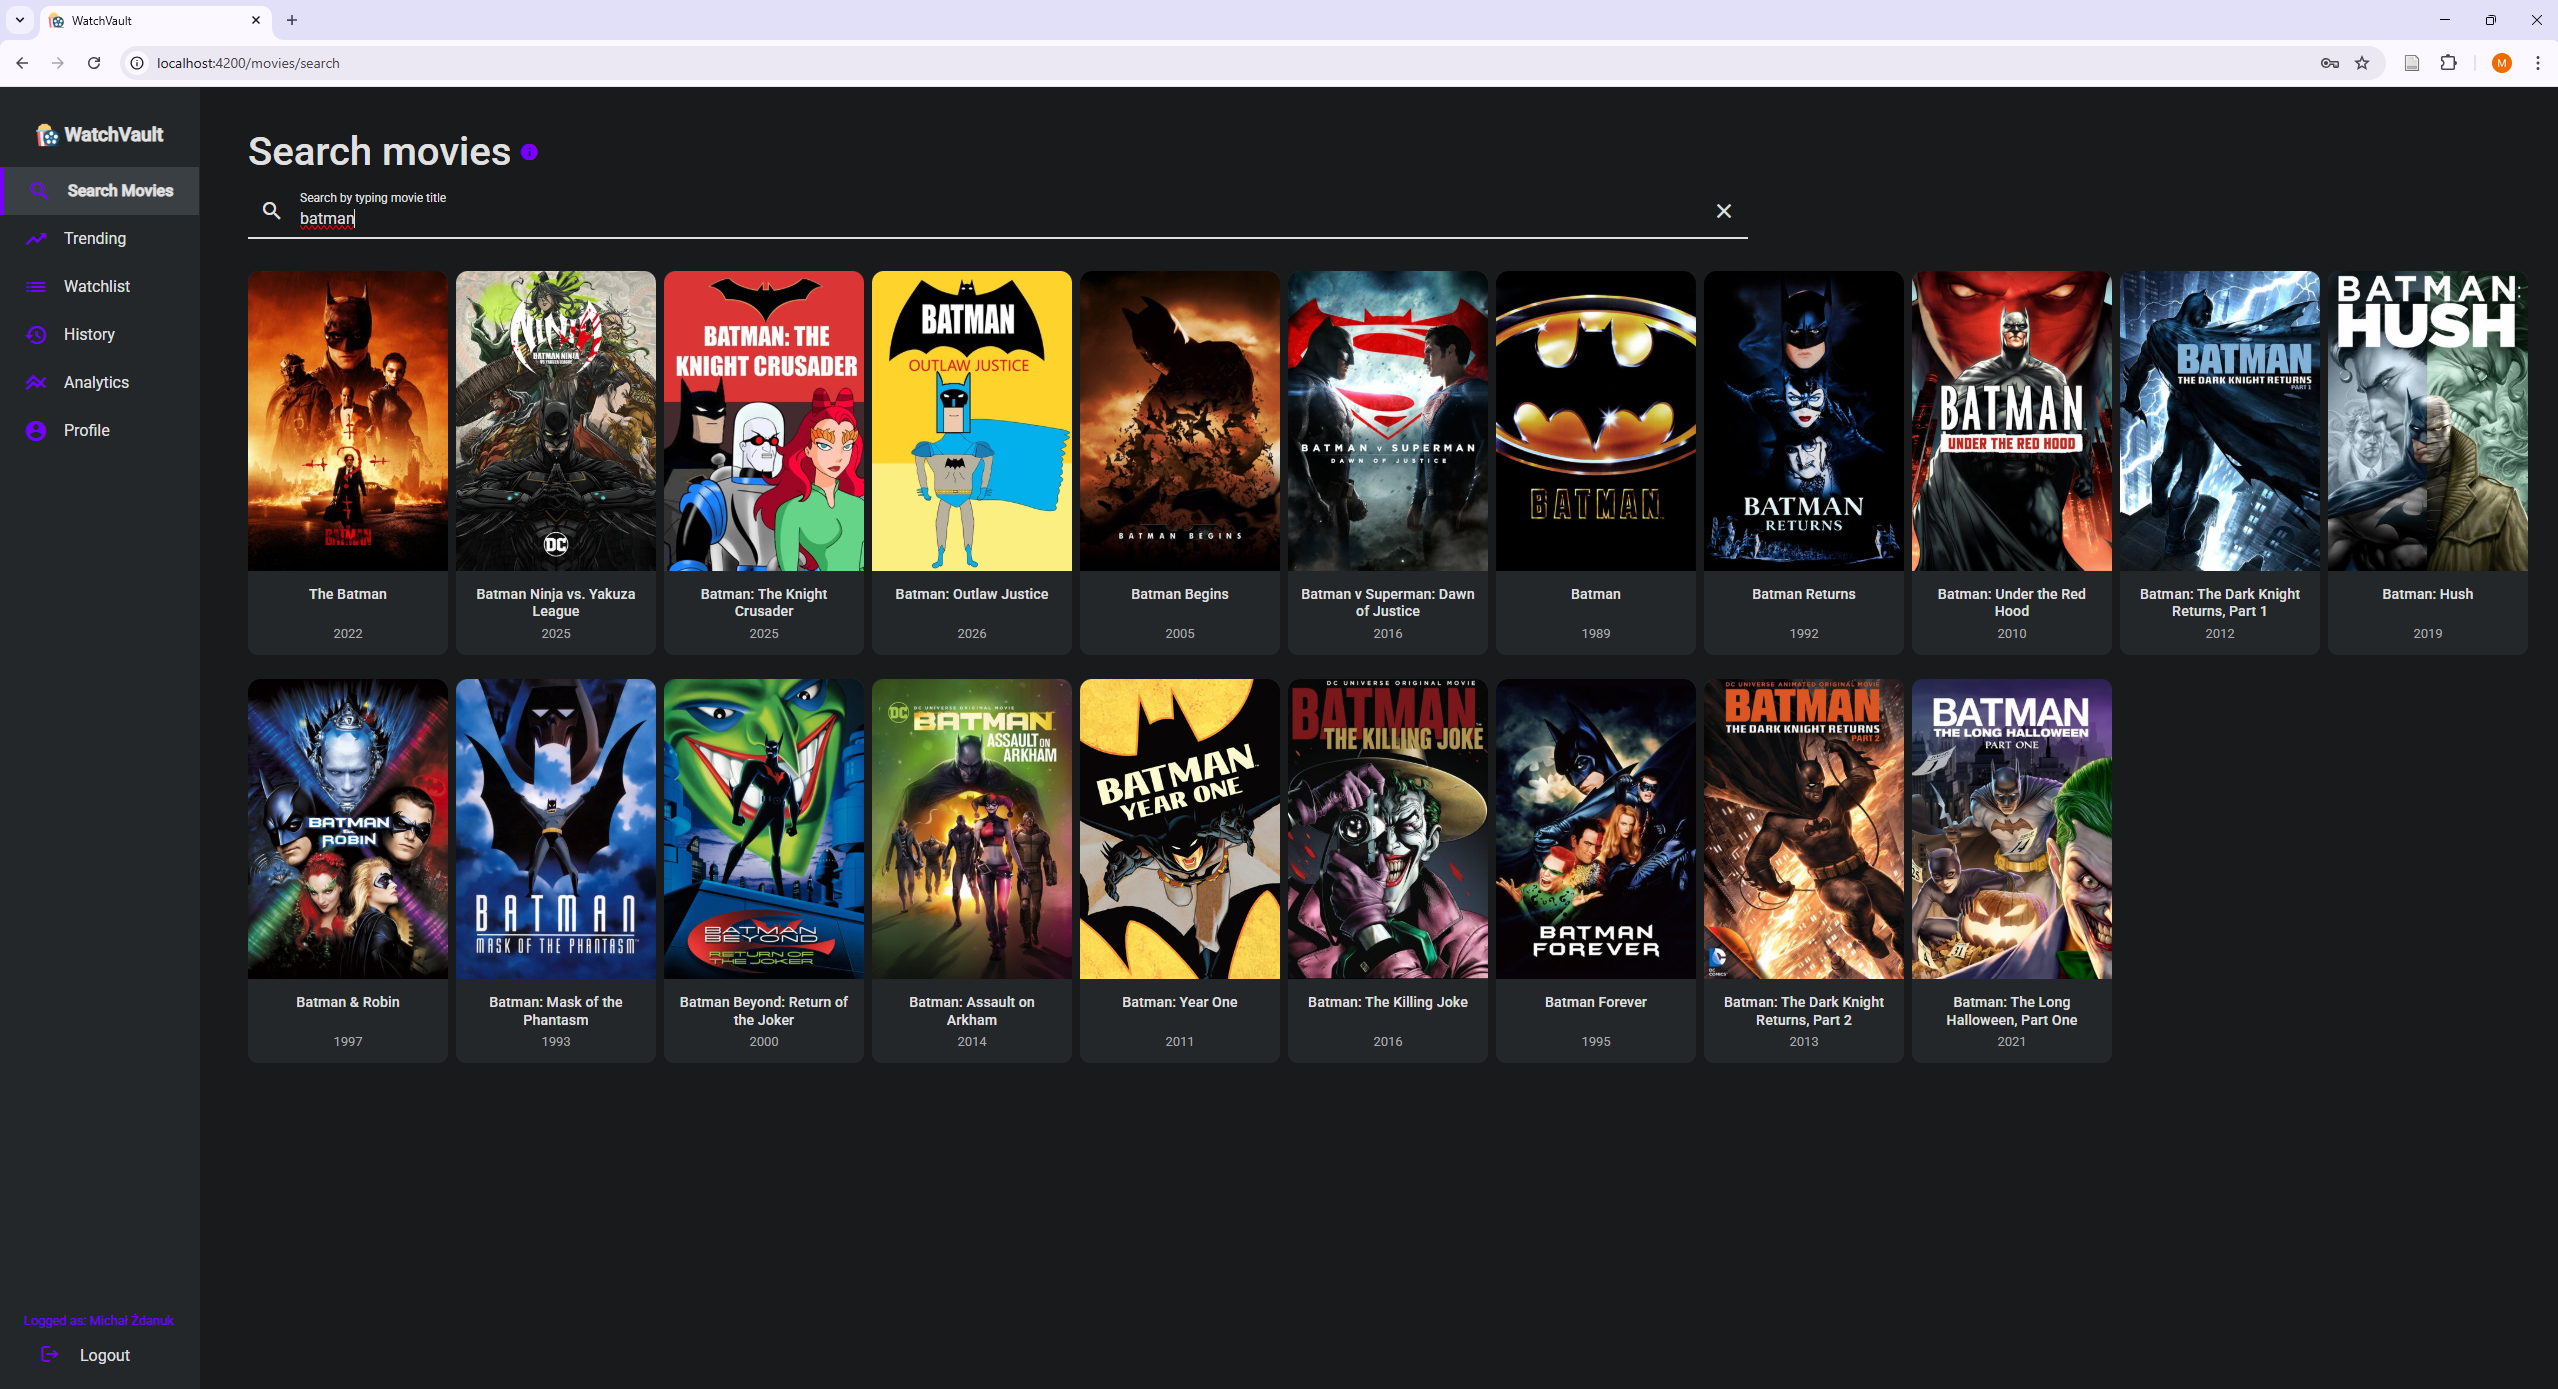 WatchVault
localhost:4200/movies/search
M
WatchVault
Search Movies
Trending
Watchlist
History
Analytics
Profile
Logged as: Michał Żdanuk
Logout
Search movies
Search by typing movie title
batman
BATMAN
The Batman
2022
NINJA
BATMAN NINJA
VS YAKUZA LEAGUE
DC
Batman Ninja vs. Yakuza
League
2025
BATMAN: THE
KNIGHT CRUSADER
Batman: The Knight
Crusader
2025
BATMAN
OUTLAW JUSTICE
Batman: Outlaw Justice
2026
BATMAN BEGINS
Batman Begins
2005
BATMAN v SUPERMAN
DAWN OF JUSTICE
Batman v Superman: Dawn
of Justice
2016
BATMAN
Batman
1989
BATMAN
RETURNS
Batman Returns
1992
BATMAN
UNDER THE RED HOOD
Batman: Under the Red
Hood
2010
BATMAN
THE DARK KNIGHT RETURNS
PART 1
Batman: The Dark Knight
Returns, Part 1
2012
BATMAN
HUSH
Batman: Hush
2019
BATMAN
&
ROBIN
Batman & Robin
1997
BATMAN
MASK OF THE PHANTASM
Batman: Mask of the
Phantasm
1993
BATMAN
BEYOND
RETURN OF
THE JOKER
Batman Beyond: Return of
the Joker
2000
DC
DC UNIVERSE ORIGINAL MOVIE
BATMAN
ASSAULT ON
ARKHAM
Batman: Assault on
Arkham
2014
BATMAN
YEAR ONE
Batman: Year One
2011
DC UNIVERSE ORIGINAL MOVIE
BATMAN
THE KILLING JOKE
Batman: The Killing Joke
2016
BATMAN
FOREVER
Batman Forever
1995
DC UNIVERSE ANIMATED ORIGINAL MOVIE
BATMAN
THE DARK KNIGHT RETURNS
PART 2
DC
COMICS
Batman: The Dark Knight
Returns, Part 2
2013
BATMAN
THE LONG HALLOWEEN
PART ONE
14
31
Batman: The Long
Halloween, Part One
2021